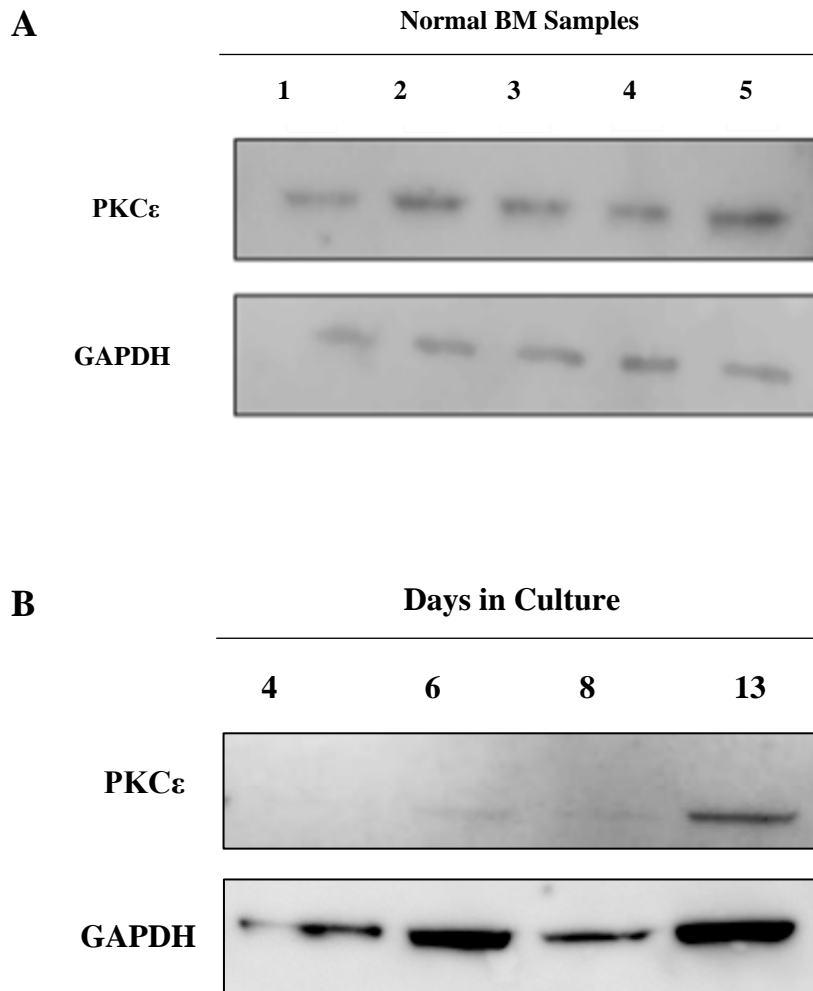 A
Normal BM Samples
1 2 3 4 5
PKCε
GAPDH
B
Days in Culture
4 6 8 13
PKCε
GAPDH